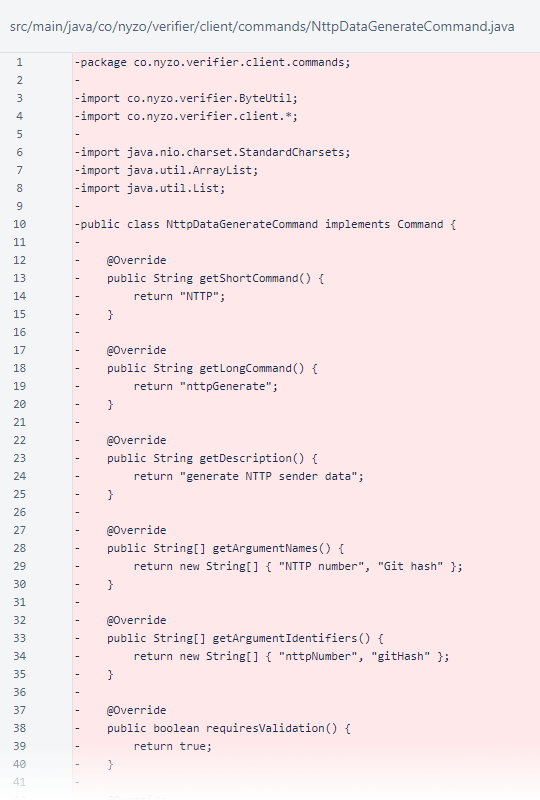 src/main/java/co/nyzo/verifier/client/commands/NttpDataGenerateCommand.java
1 -package co.nyzo.verifier.client.commands;
2 -
3 -import co.nyzo.verifier.ByteUtil;
4 -import co.nyzo.verifier.client.*;
5 -
6 -import java.nio.charset.StandardCharsets;
7 -import java.util.ArrayList;
8 -import java.util.List;
9 -
10 -public class NttpDataGenerateCommand implements Command {
11 -
12 -    @Override
13 -    public String getShortCommand() {
14 -        return "NTTP";
15 -    }
16 -
17 -    @Override
18 -    public String getLongCommand() {
19 -        return "nttpGenerate";
20 -    }
21 -
22 -    @Override
23 -    public String getDescription() {
24 -        return "generate NTTP sender data";
25 -    }
26 -
27 -    @Override
28 -    public String[] getArgumentNames() {
29 -        return new String[] { "NTTP number", "Git hash" };
30 -    }
31 -
32 -    @Override
33 -    public String[] getArgumentIdentifiers() {
34 -        return new String[] { "nttpNumber", "gitHash" };
35 -    }
36 -
37 -    @Override
38 -    public boolean requiresValidation() {
39 -        return true;
40 -    }
41 -